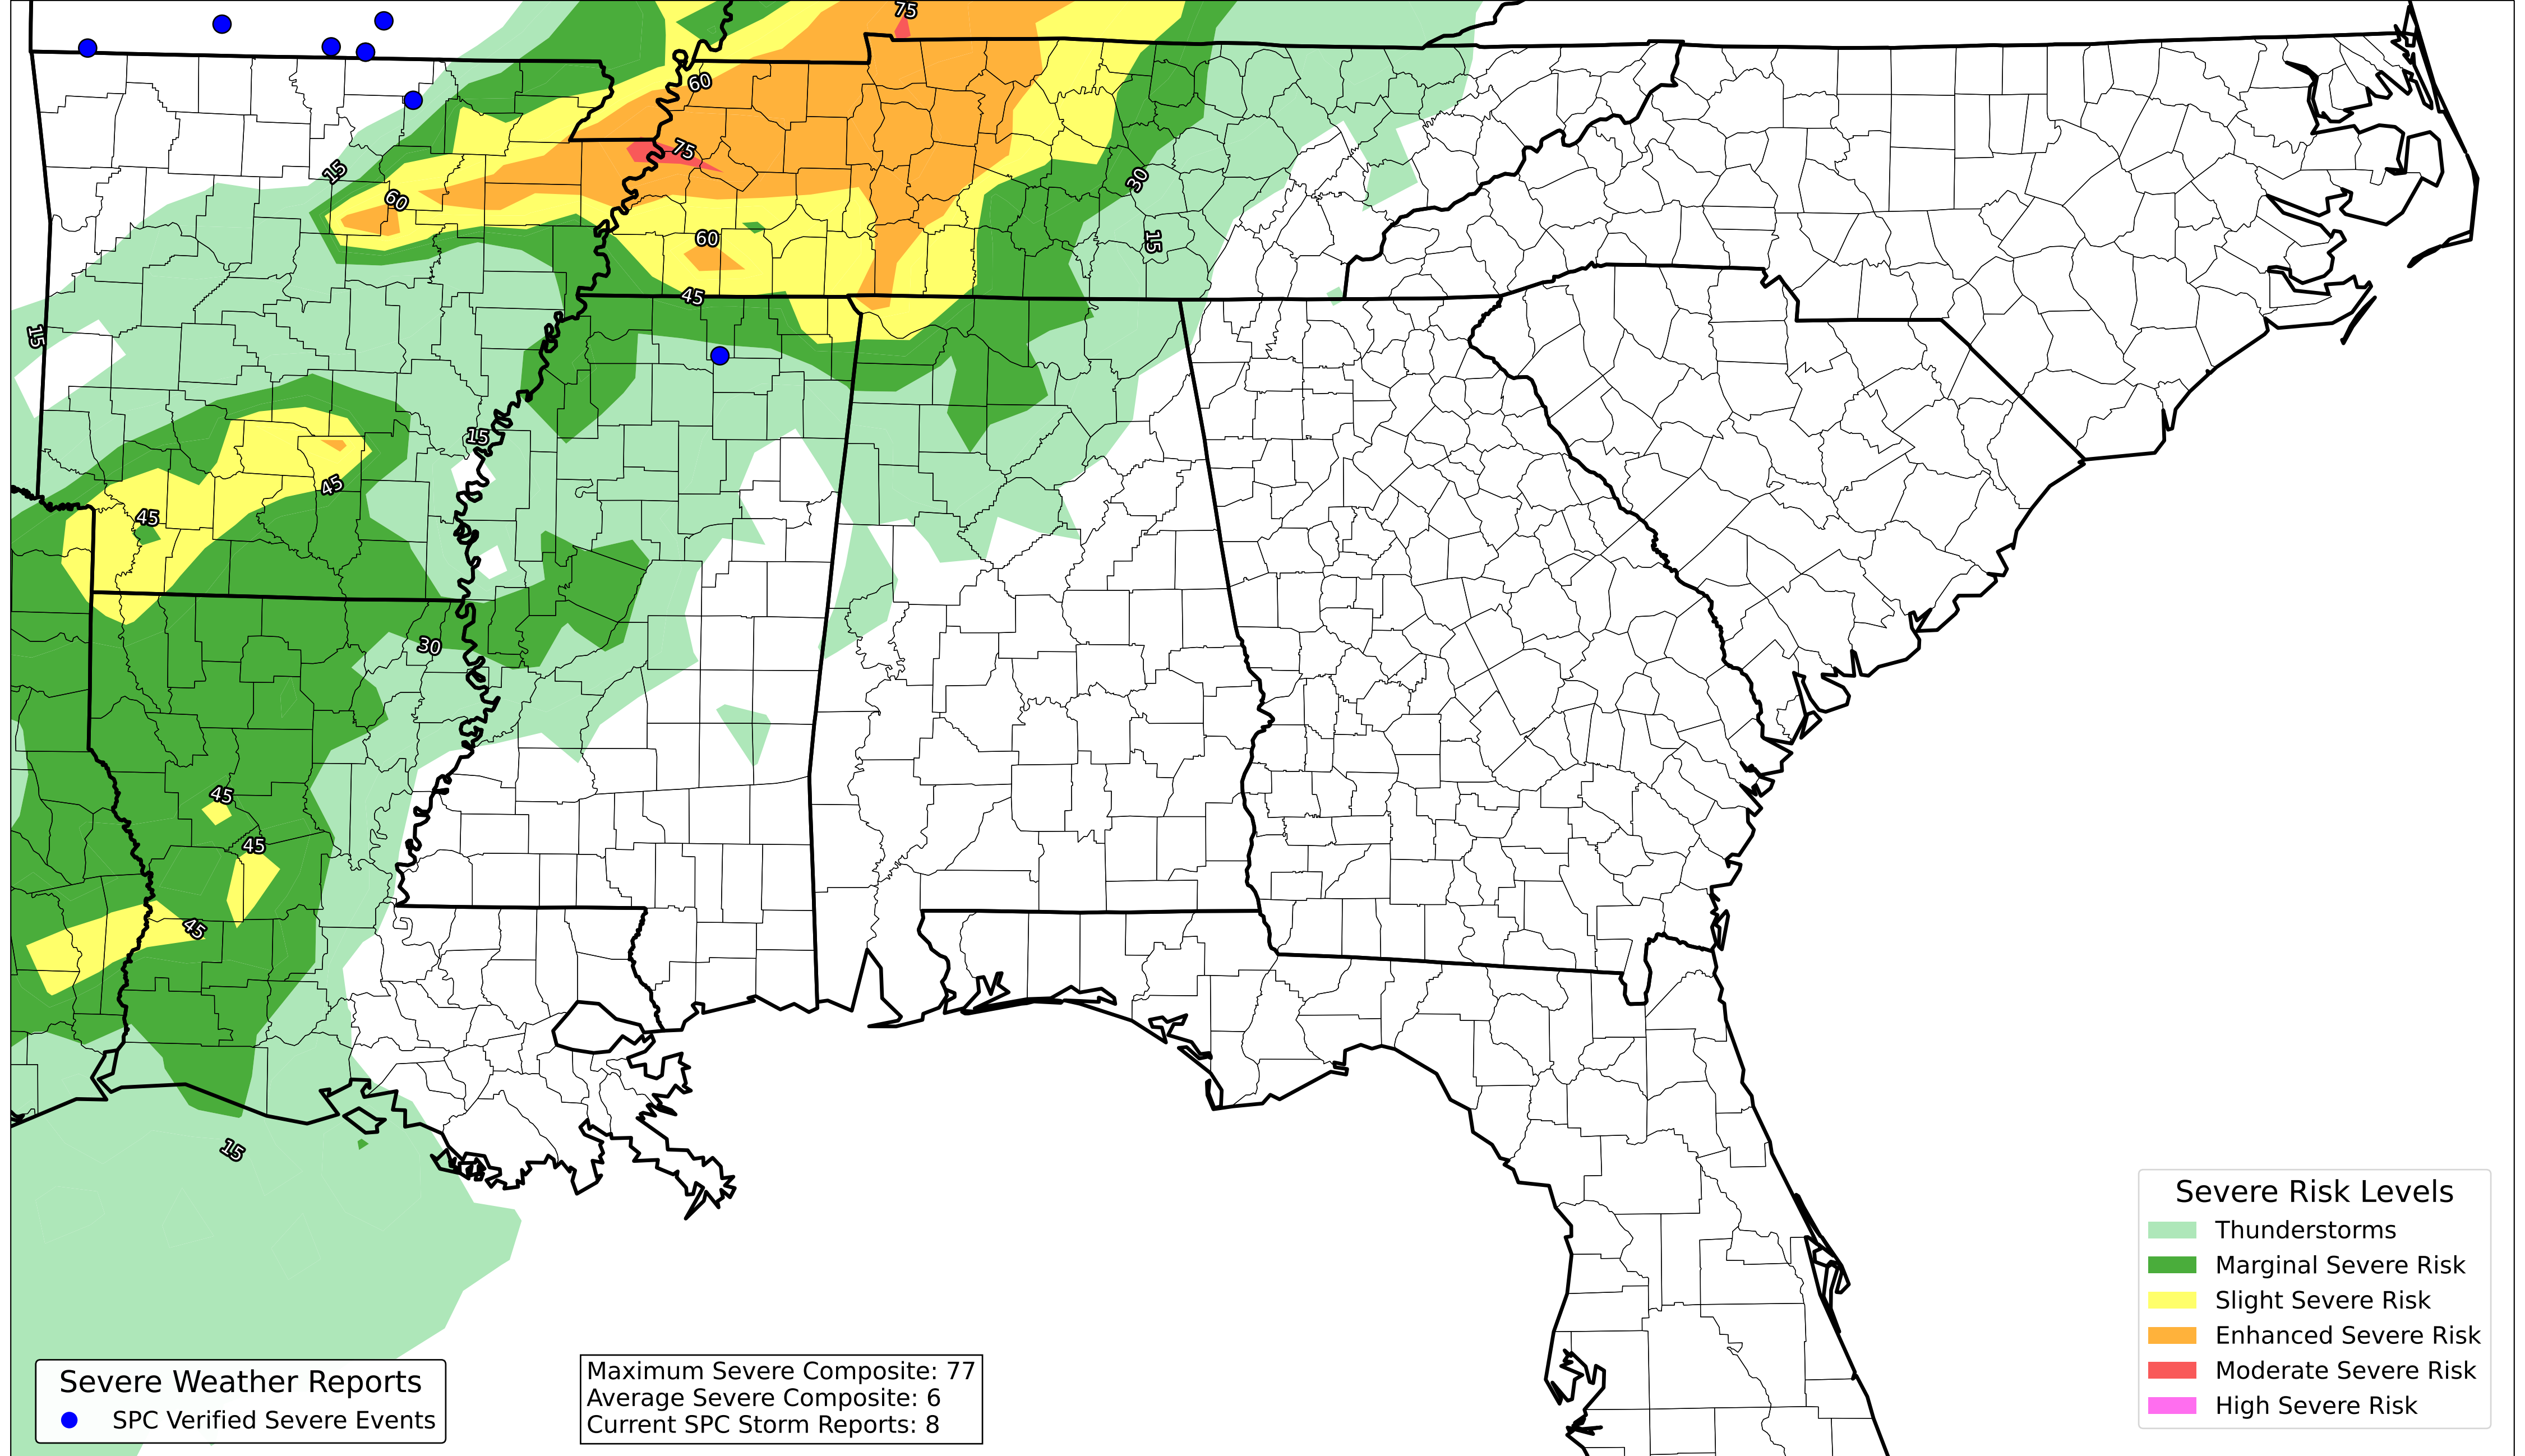 75
60
75
15
30
60
60
15
45
15
15
45
45
30
45
45
45
15
Severe Risk Levels
Thunderstorms
Marginal Severe Risk
Slight Severe Risk
Enhanced Severe Risk
Moderate Severe Risk
High Severe Risk
Severe Weather Reports
SPC Verified Severe Events
Maximum Severe Composite: 77
Average Severe Composite: 6
Current SPC Storm Reports: 8